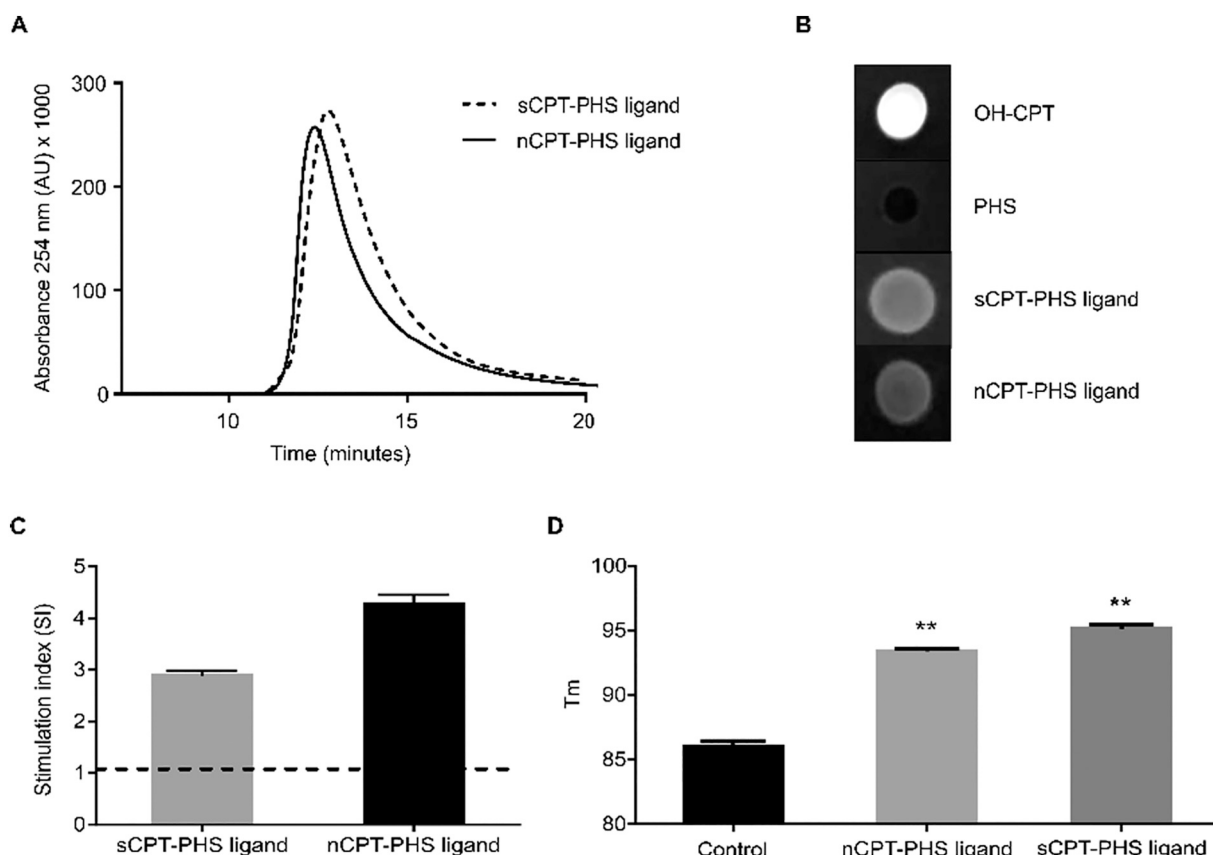 A
Absorbance 254 nm (AU) x 1000
300
200
100
0
10
15
20
Time (minutes)
sCPT-PHS ligand
nCPT-PHS ligand
B
OH-CPT
PHS
sCPT-PHS ligand
nCPT-PHS ligand
C
Stimulation index (SI)
5
4
3
2
1
0
sCPT-PHS ligand
nCPT-PHS ligand
D
Tm
100
95
90
85
80
**
**
Control
nCPT-PHS ligand
sCPT-PHS ligand